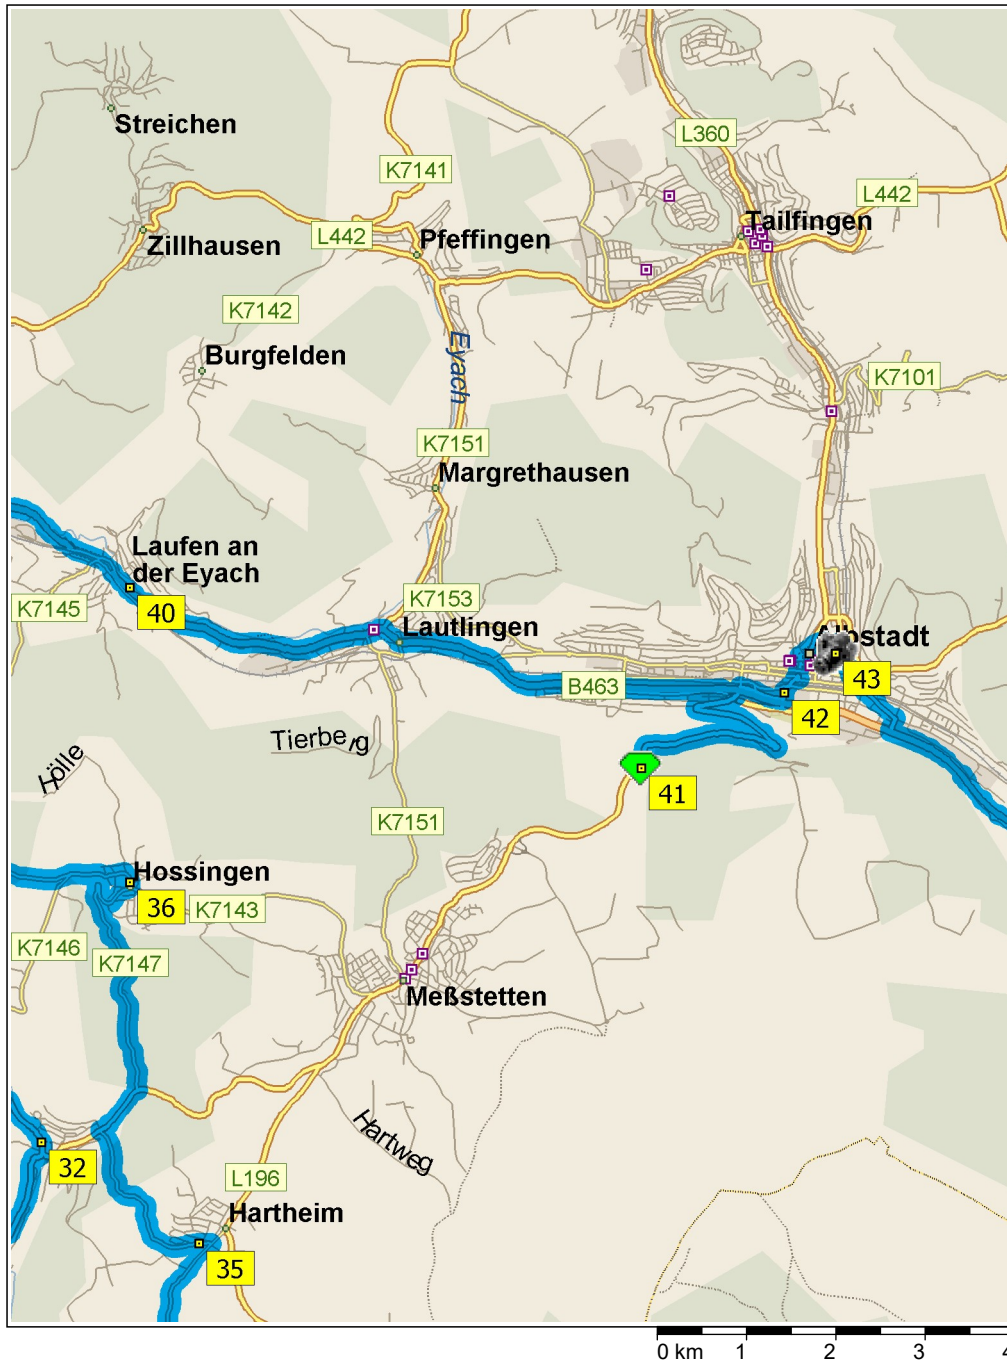 Streichen
L360
K7141
L442
Tailfingen
Zillhausen
L442
Pfeffingen
K7142
Eyach
Burgfelden
K7101
K7151
Margrethausen
Laufen an
der Eyach
K7145
40
K7153
Lautlingen
Albstadt
B463
43
42
Tierberg
Hölle
41
K7151
Hossingen
36
K7143
K7146
K7147
Meßstetten
Hartweg
32
L196
Hartheim
35
0 km 1 2 3 4